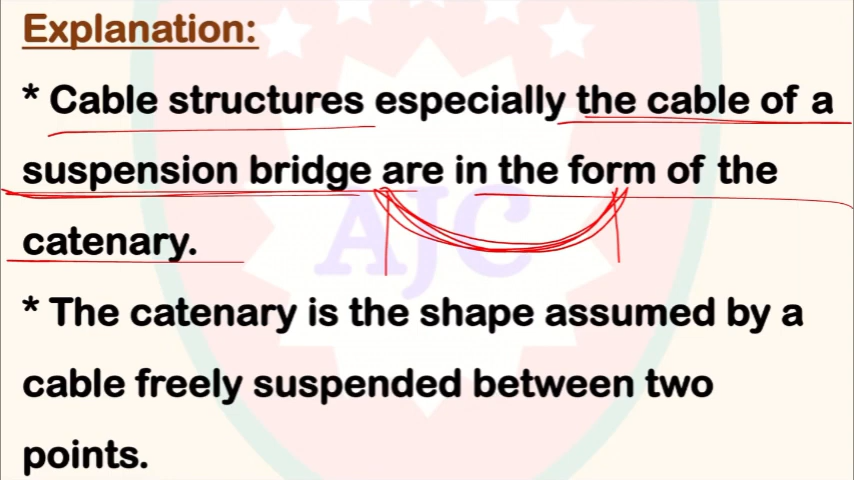 Explanation:
* Cable structures especially the cable of a
suspension bridge are in the form of the
catenary.
AJC
* The catenary is the shape assumed by a
cable freely suspended between two
points.